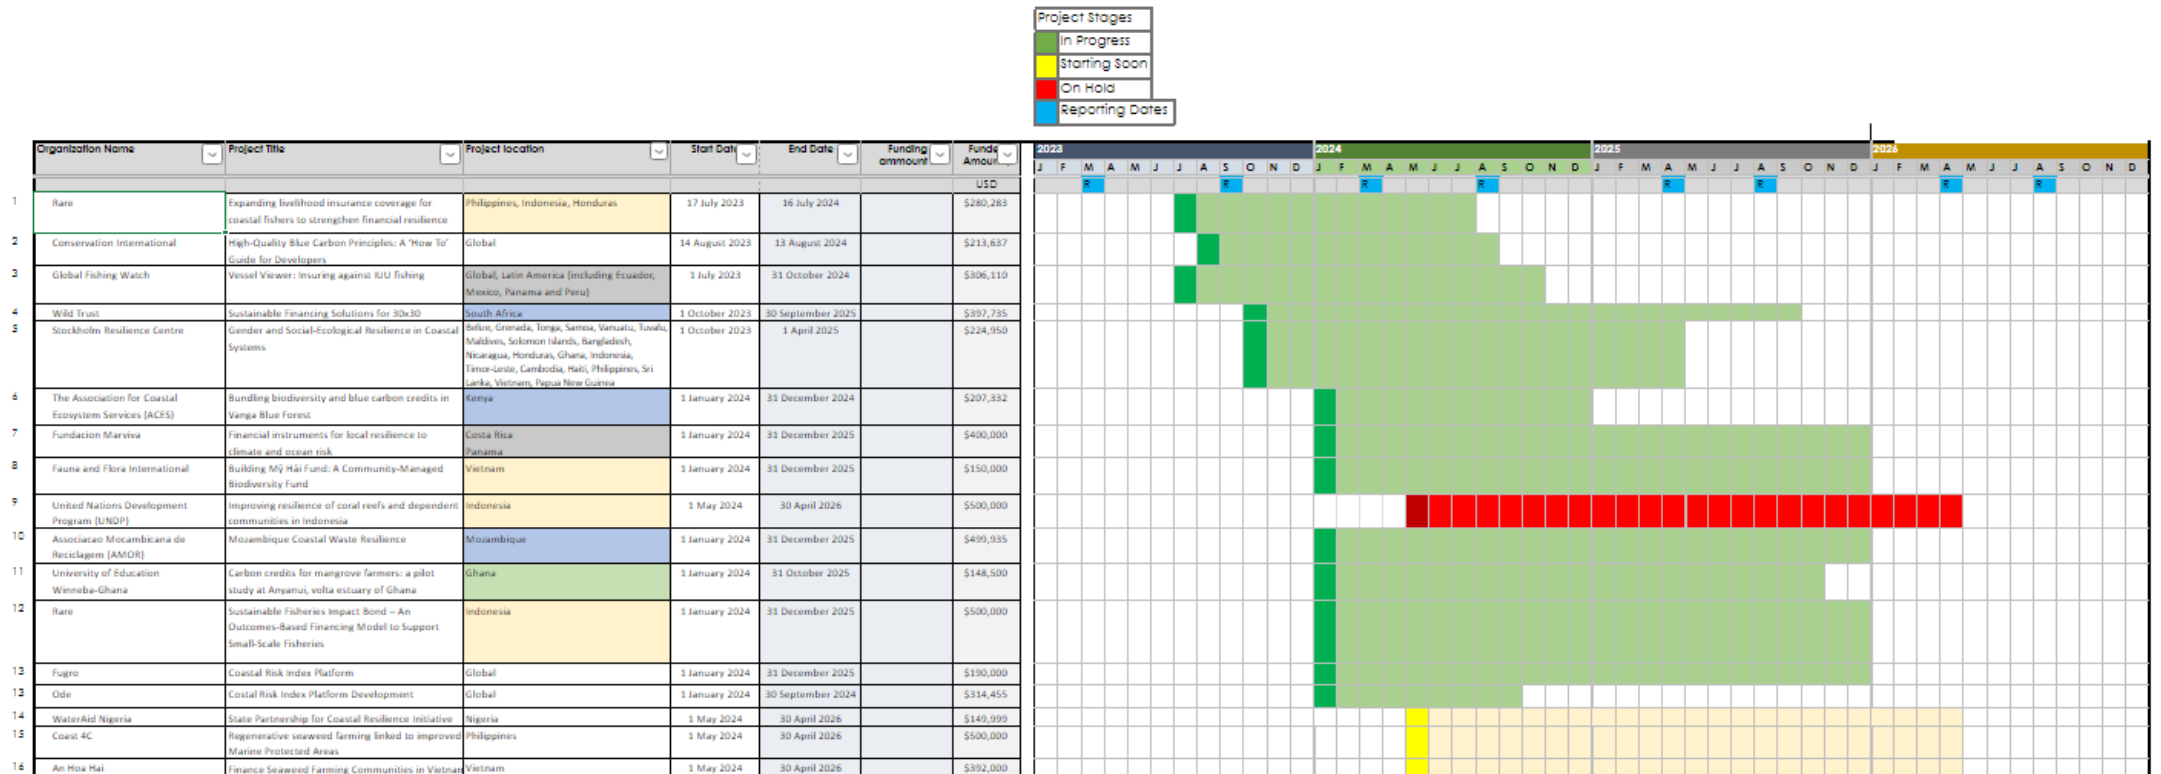 Project Stages
In Progress
Starting Soon
On Hold
Reporting Dates
Organization Name Project Title Project location Start Date End Date Funding ammount Funde Amoun 2023 2024 2025 2026
J F M A M J J A S O N D J F M A M J J A S O N D J F M A M J J A S O N D J F M A M J J A S O N D
USD R R R R R R R R
1 Rare Expanding livelihood insurance coverage for Philippines, Indonesia, Honduras 17 July 2023 16 July 2024 $280,283
coastal fishers to strengthen financial resilience
2 Conservation International High-Quality Blue Carbon Principles: A 'How To' Global 14 August 2023 13 August 2024 $213,637
Guide for Developers
3 Global Fishing Watch Vessel Viewer: Insuring against IUU fishing Global, Latin America (including Ecuador, 1 July 2023 31 October 2024 $306,110
Mexico, Panama and Peru)
4 Wild Trust Sustainable Financing Solutions for 30x30 South Africa 1 October 2023 30 September 2025 $397,735
5 Stockholm Resilience Centre Gender and Social-Ecological Resilience in Coastal Belize, Grenada, Tonga, Samoa, Vanuatu, Tuvalu, 1 October 2023 1 April 2025 $224,950
Systems Maldives, Solomon Islands, Bangladesh,
Nicaragua, Honduras, Ghana, Indonesia,
Timor-Leste, Cambodia, Haiti, Philippines, Sri
Lanka, Vietnam, Papua New Guinea
6 The Association for Coastal Bundling biodiversity and blue carbon credits in Kenya 1 January 2024 31 December 2024 $207,332
Ecosystem Services (ACES) Vanga Blue Forest
7 Fundacion Marviva Financial instruments for local resilience to Costa Rica 1 January 2024 31 December 2025 $400,000
climate and ocean risk Panama
8 Fauna and Flora International Building Mỹ Hải Fund: A Community-Managed Vietnam 1 January 2024 31 December 2025 $150,000
Biodiversity Fund
9 United Nations Development Improving resilience of coral reefs and dependent Indonesia 1 May 2024 30 April 2026 $500,000
Program (UNDP) communities in Indonesia
10 Associacao Mocambicana de Mozambique Coastal Waste Resilience Mozambique 1 January 2024 31 December 2025 $499,935
Reciclagem (AMOR)
11 University of Education Carbon credits for mangrove farmers: a pilot Ghana 1 January 2024 31 October 2025 $148,500
Winneba-Ghana study at Anyanui, volta estuary of Ghana
12 Rare Sustainable Fisheries Impact Bond – An Indonesia 1 January 2024 31 December 2025 $500,000
Outcomes-Based Financing Model to Support
Small-Scale Fisheries
13 Fugro Coastal Risk Index Platform Global 1 January 2024 31 December 2025 $190,000
13 Ode Costal Risk Index Platform Development Global 1 January 2024 30 September 2024 $314,455
14 WaterAid Nigeria State Partnership for Coastal Resilience Initiative Nigeria 1 May 2024 30 April 2026 $149,999
15 Coast 4C Regenerative seaweed farming linked to improved Philippines 1 May 2024 30 April 2026 $500,000
Marine Protected Areas
16 An Hoa Hai Finance Seaweed Farming Communities in Vietnam Vietnam 1 May 2024 30 April 2026 $392,000